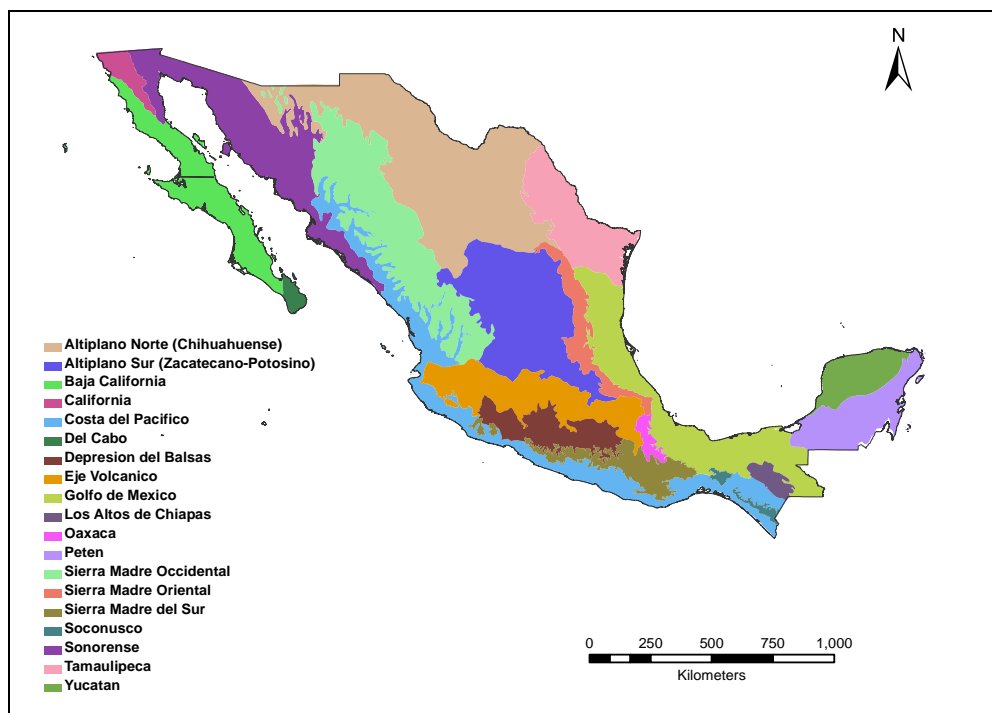 N
Altiplano Norte (Chihuahuense)
Altiplano Sur (Zacatecano-Potosino)
Baja California
California
Costa del Pacifico
Del Cabo
Depresion del Balsas
Eje Volcanico
Golfo de Mexico
Los Altos de Chiapas
Oaxaca
Peten
Sierra Madre Occidental
Sierra Madre Oriental
Sierra Madre del Sur
Soconusco
Sonorense
Tamaulipeca
Yucatan
0 250 500 750 1,000
Kilometers